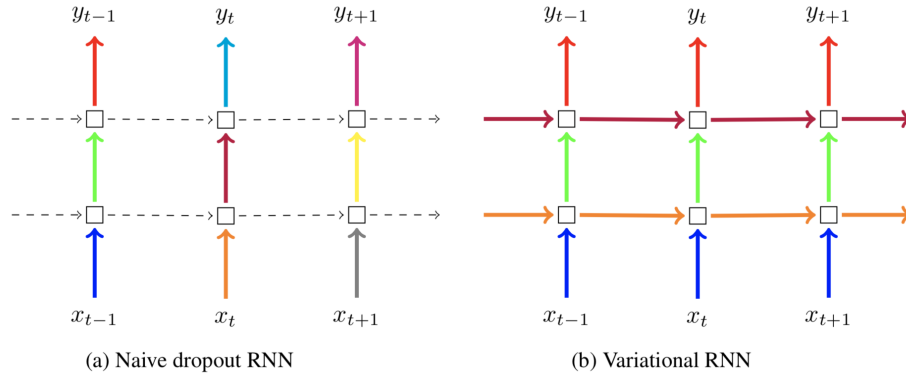 y_{t−1} y_t y_{t+1} y_{t−1} y_t y_{t+1}
x_{t−1} x_t x_{t+1} x_{t−1} x_t x_{t+1}
(a) Naive dropout RNN (b) Variational RNN